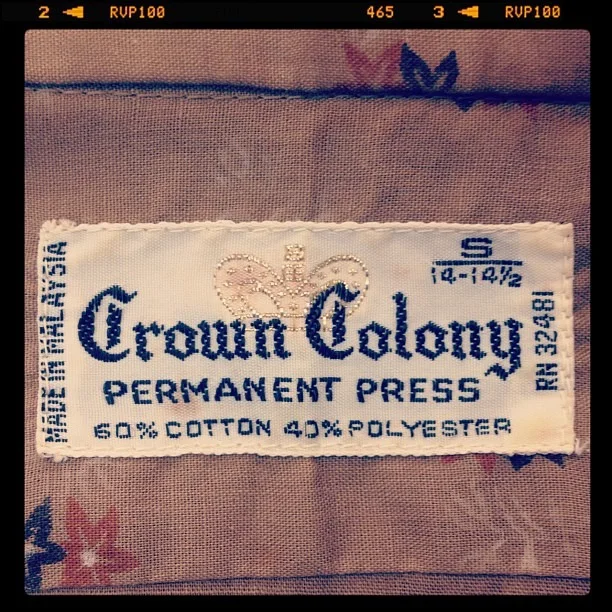 2 RVP100 465 3 RVP100
MADE IN MALAYSIA
S
14-14½
Crown Colony
PERMANENT PRESS
60% COTTON 40% POLYESTER
RN 32481